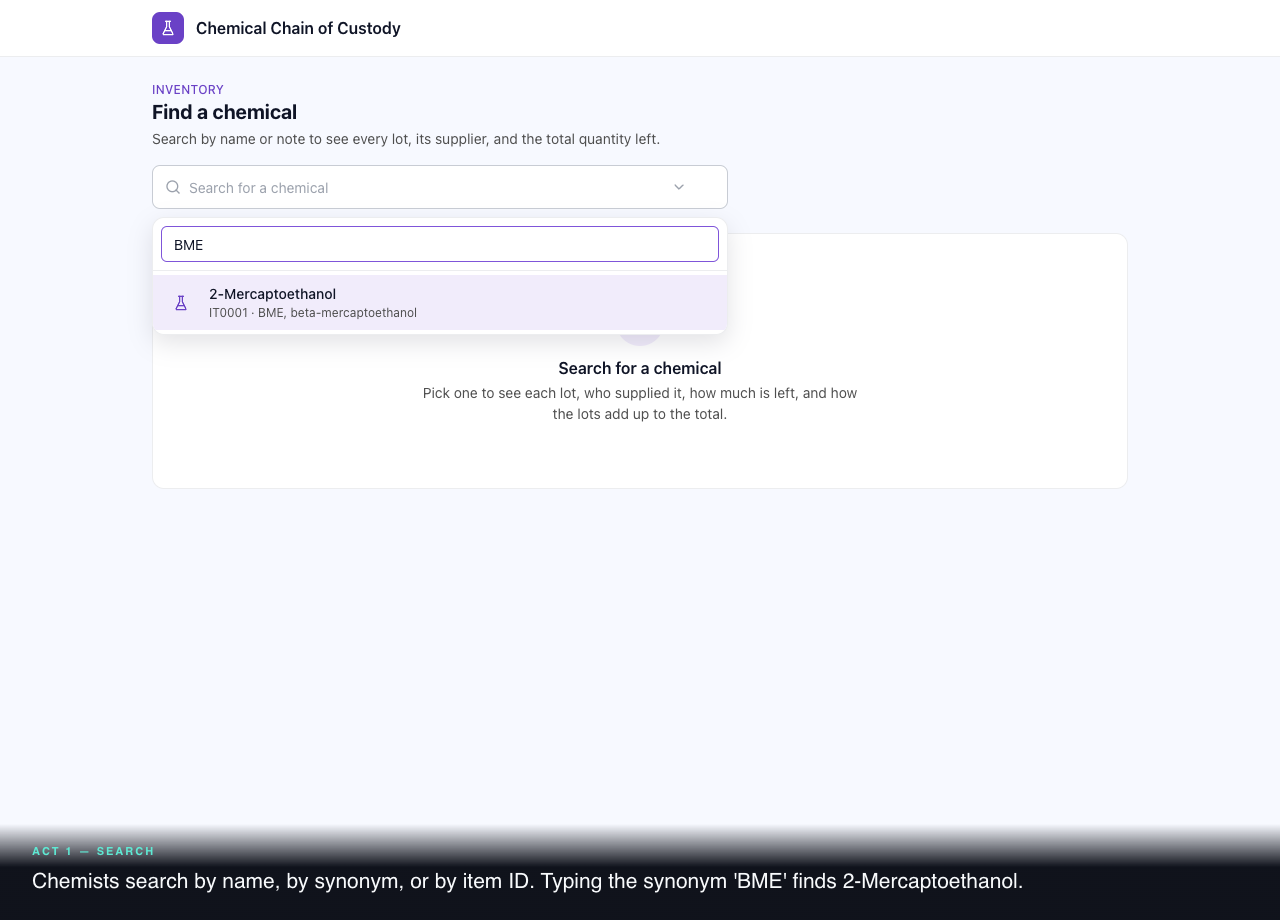 Chemical Chain of Custody
INVENTORY
Find a chemical
Search by name or note to see every lot, its supplier, and the total quantity left.
Search for a chemical
BME
2-Mercaptoethanol
IT0001 · BME, beta-mercaptoethanol
Search for a chemical
Pick one to see each lot, who supplied it, how much is left, and how
the lots add up to the total.
ACT 1 — SEARCH
Chemists search by name, by synonym, or by item ID. Typing the synonym 'BME' finds 2-Mercaptoethanol.